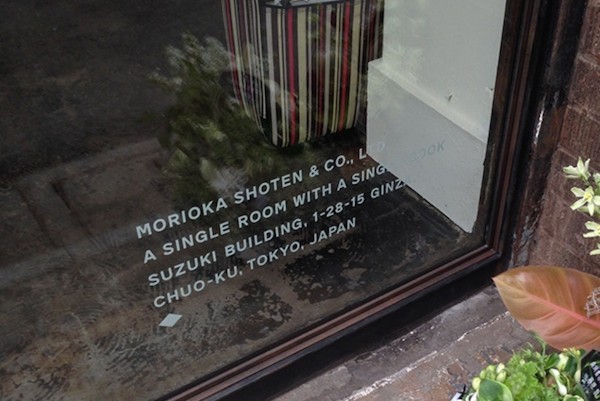 MORIOKA SHOTEN & CO.,
A SINGLE ROOM WITH A
SUZUKI BUILDING, 1-28-15
CHUO-KU, TOKYO, JAPAN